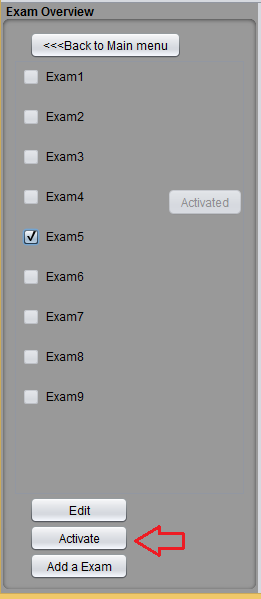 Exam Overview
<<<Back to Main menu
Exam1
Exam2
Exam3
Exam4
Activated
Exam5
Exam6
Exam7
Exam8
Exam9
Edit
Activate
Add a Exam